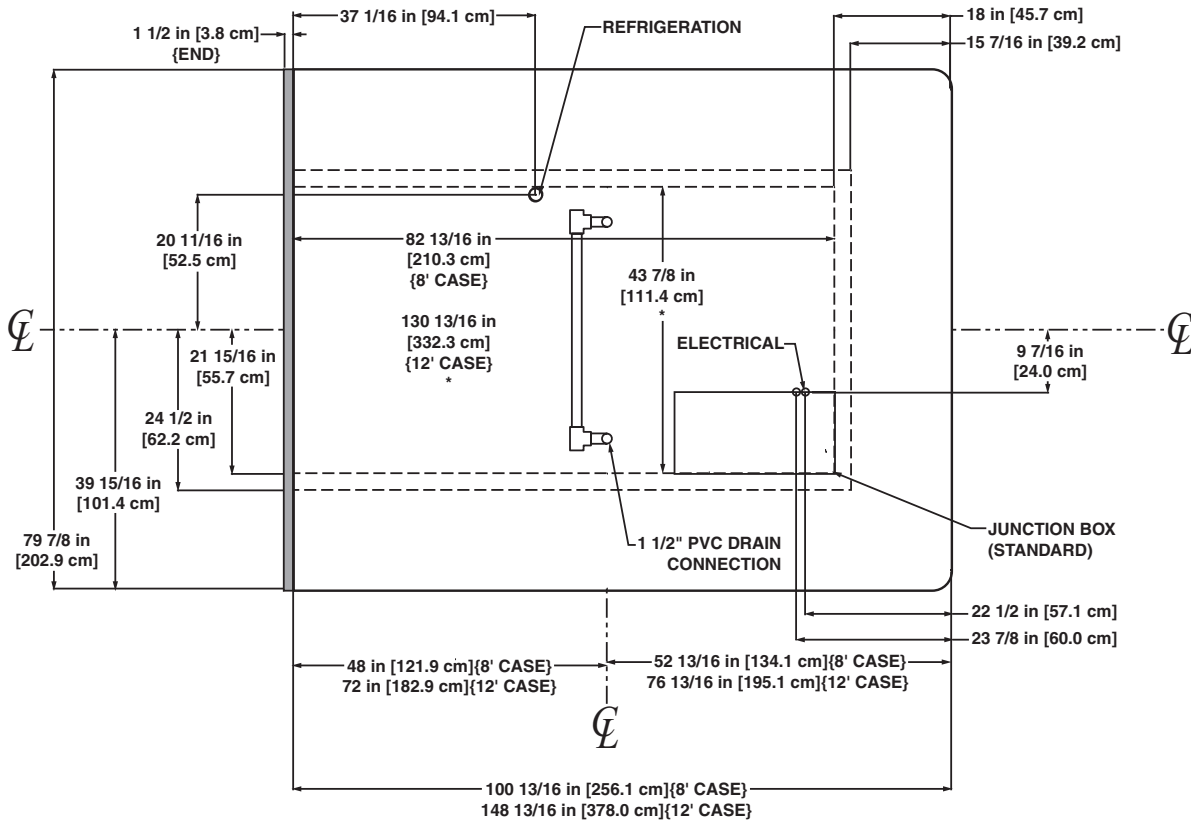 37 1/16 in [94.1 cm]
18 in [45.7 cm]
1 1/2 in [3.8 cm]
{END}
REFRIGERATION
15 7/16 in [39.2 cm]
20 11/16 in
[52.5 cm]
82 13/16 in
[210.3 cm]
{8' CASE}
43 7/8 in
[111.4 cm]
*
130 13/16 in
[332.3 cm]
{12' CASE}
*
CL
CL
ELECTRICAL
9 7/16 in
[24.0 cm]
21 15/16 in
[55.7 cm]
24 1/2 in
[62.2 cm]
39 15/16 in
[101.4 cm]
79 7/8 in
[202.9 cm]
1 1/2" PVC DRAIN
CONNECTION
JUNCTION BOX
(STANDARD)
22 1/2 in [57.1 cm]
23 7/8 in [60.0 cm]
48 in [121.9 cm]{8' CASE}
72 in [182.9 cm]{12' CASE}
52 13/16 in [134.1 cm]{8' CASE}
76 13/16 in [195.1 cm]{12' CASE}
CL
100 13/16 in [256.1 cm]{8' CASE}
148 13/16 in [378.0 cm]{12' CASE}